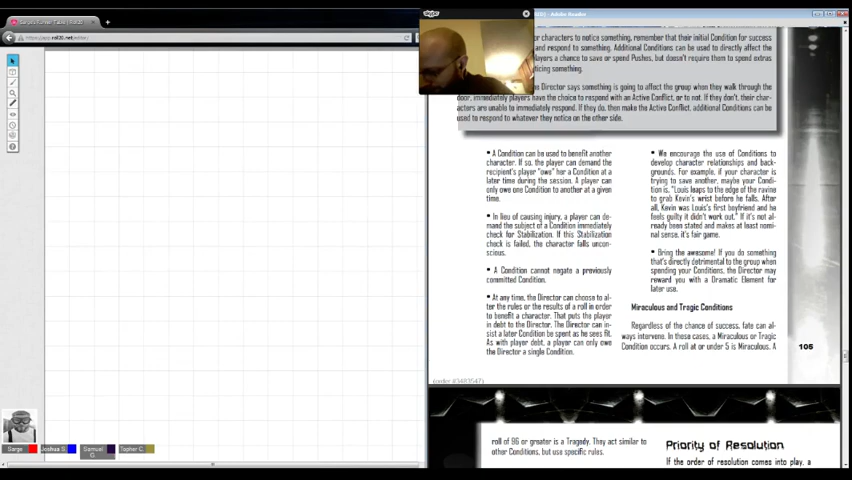 https://app.roll20.net/editor/
Adobe Reader
skype
or characters to notice something, remember that their initial Condition for success
and respond to something. Additional Conditions can be used to directly affect the
Players a chance to save or spend Pushes, but doesn't require them to spend extras
ticing something.
he Director says something is going to affect the group when they walk through the
door, immediately players have the choice to respond with an Active Conflict, or to not. If they don't, their char-
acters are unable to immediately respond. If they do, then make the Active Conflict, additional Conditions can be
used to respond to whatever they notice on the other side.
• A Condition can be used to benefit another
character. If so, the player can demand the
recipient's player "owe" her a Condition at a
later time during the session. A player can
only owe one Condition to another at a given
time.
• In lieu of causing injury, a player can de-
mand the subject of a Condition immediately
check for Stabilization. If this Stabilization
check is failed, the character falls uncon-
scious.
• A Condition cannot negate a previously
committed Condition.
• At any time, the Director can choose to al-
ter the rules or the results of a roll in order
to benefit a character. That puts the player
in debt to the Director. The Director can in-
sist a later Condition be spent as he sees fit.
As with player debt, a player can only owe
the Director a single Condition.
• We encourage the use of Conditions to
develop character relationships and back-
grounds. For example, if your character is
trying to save another, maybe your Condi-
tion is, "Louis leaps to the edge of the ravine
to grab Kevin's wrist before he falls. After
all, Kevin was Louis's first boyfriend and he
feels guilty it didn't work out." If it's not al-
ready been stated and makes at least nomi-
nal sense, it's fair game.
• Bring the awesome! If you do something
that's directly detrimental to the group when
spending your Conditions, the Director may
reward you with a Dramatic Element for
later use.
Miraculous and Tragic Conditions
Regardless of the chance of success, fate can al-
ways intervene. In these cases, a Miraculous or Tragic
Condition occurs. A roll at or under 5 is Miraculous. A
105
(order #3483547)
roll of 96 or greater is a Tragedy. They act similar to
other Conditions, but use specific rules.
Priority of Resolution
If the order of resolution comes into play, a
Sarge
Joshua S.
Samuel
G.
Topher C.